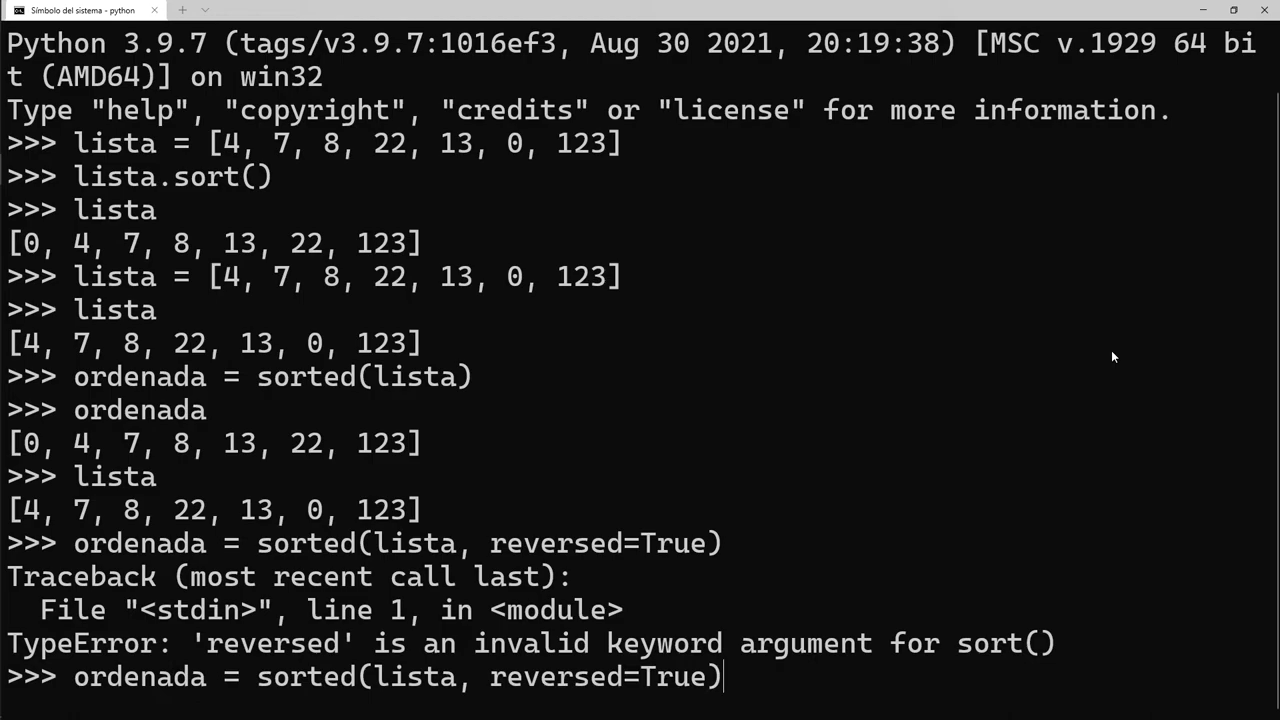 Símbolo del sistema - python
Python 3.9.7 (tags/v3.9.7:1016ef3, Aug 30 2021, 20:19:38) [MSC v.1929 64 bi
t (AMD64)] on win32
Type "help", "copyright", "credits" or "license" for more information.
>>> lista = [4, 7, 8, 22, 13, 0, 123]
>>> lista.sort()
>>> lista
[0, 4, 7, 8, 13, 22, 123]
>>> lista = [4, 7, 8, 22, 13, 0, 123]
>>> lista
[4, 7, 8, 22, 13, 0, 123]
>>> ordenada = sorted(lista)
>>> ordenada
[0, 4, 7, 8, 13, 22, 123]
>>> lista
[4, 7, 8, 22, 13, 0, 123]
>>> ordenada = sorted(lista, reversed=True)
Traceback (most recent call last):
  File "<stdin>", line 1, in <module>
TypeError: 'reversed' is an invalid keyword argument for sort()
>>> ordenada = sorted(lista, reversed=True)